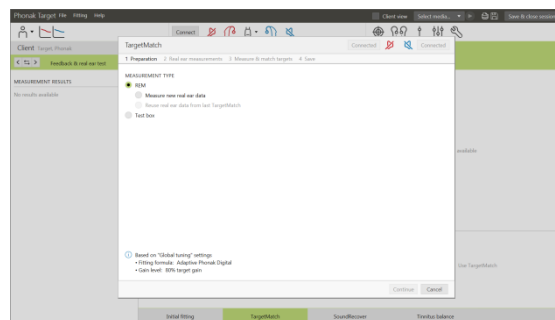 Phonak Target File Fitting Help
Client view Select media... Save & close session
Connect
Client Target, Phonak
Feedback & real ear test
MEASUREMENT RESULTS
No results available
TargetMatch
Connected Connected
1 Preparation 2 Real ear measurements 3 Measure & match targets 4 Save
MEASUREMENT TYPE
REM
Measure new real ear data
Reuse real ear data from last TargetMatch
Test box
available
Use TargetMatch.
Based on "Global tuning" settings
• Fitting formula: Adaptive Phonak Digital
• Gain level: 80% target gain
Continue Cancel
Initial fitting TargetMatch SoundRecover Tinnitus balance